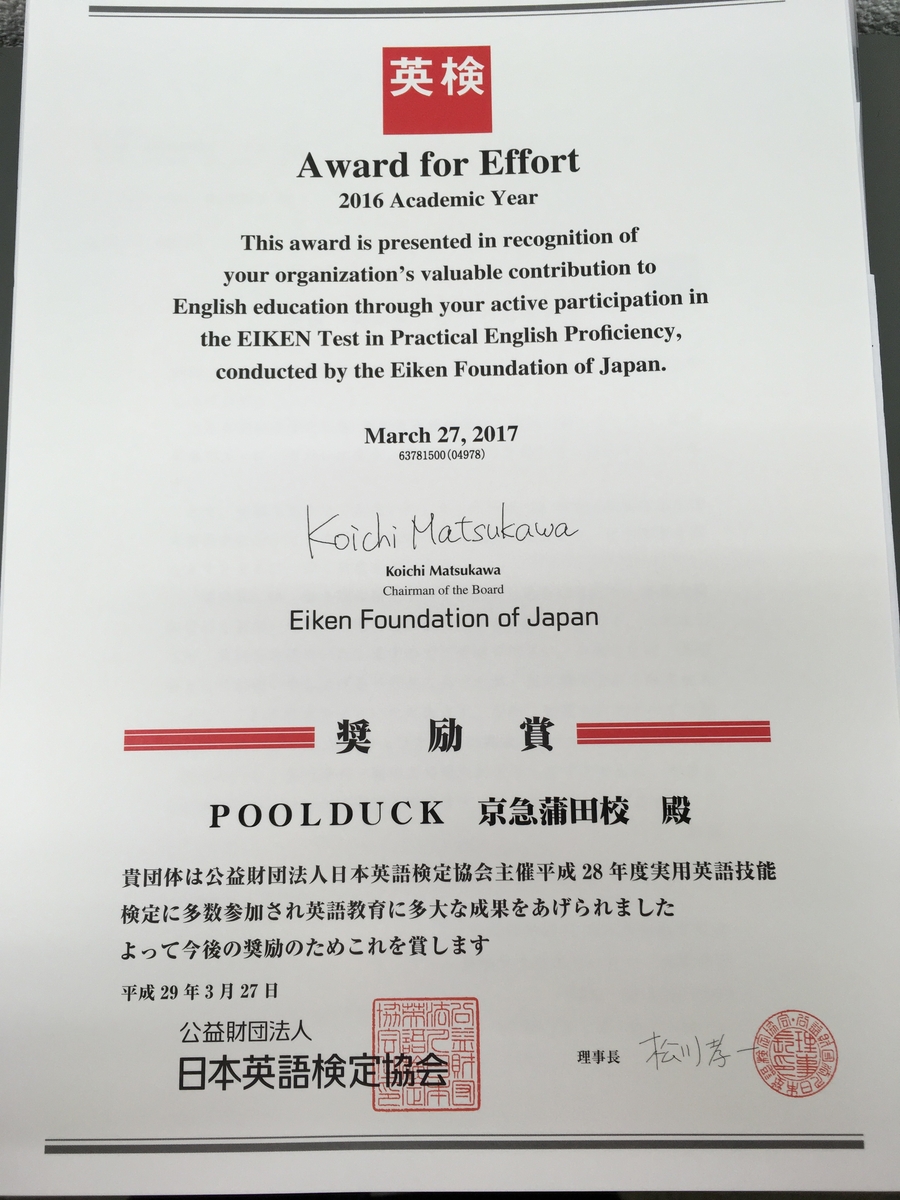 英検
Award for Effort
2016 Academic Year
This award is presented in recognition of
your organization's valuable contribution to
English education through your active participation in
the EIKEN Test in Practical English Proficiency,
conducted by the Eiken Foundation of Japan.
March 27, 2017
63781500(04978)
Koichi Matsukawa
Koichi Matsukawa
Chairman of the Board
Eiken Foundation of Japan
奨励賞
POOLDUCK 京急蒲田校 殿
貴団体は公益財団法人日本英語検定協会主催平成28年度実用英語技能
検定に多数参加され英語教育に多大な成果をあげられました
よって今後の奨励のためこれを賞します
平成29年3月27日
公益財団法人
日本英語検定協会
理事長 松川孝一